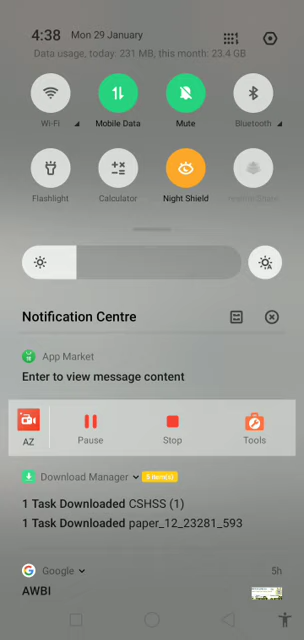 4:38 Mon 29 January
Data usage, today: 231 MB, this month: 23.4 GB
Wi-Fi Mobile Data Mute Bluetooth
Flashlight Calculator Night Shield
Notification Centre
App Market
Enter to view message content
AZ Pause Stop Tools
Download Manager 5 item(s)
1 Task Downloaded CSHSS (1)
1 Task Downloaded paper_12_23281_593
Google 5h
AWBI